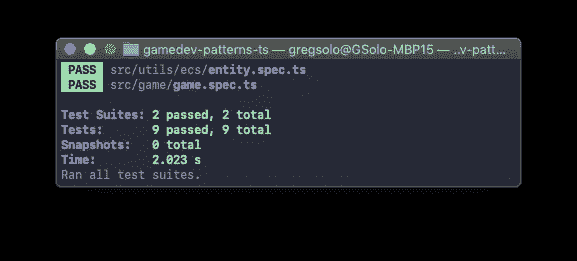 gamedev-patterns-ts — gregsolo@GSolo-MBP15 — ..v-patt...
PASS src/utils/ecs/entity.spec.ts
PASS src/game/game.spec.ts
Test Suites: 2 passed, 2 total
Tests: 9 passed, 9 total
Snapshots: 0 total
Time: 2.023 s
Ran all test suites.